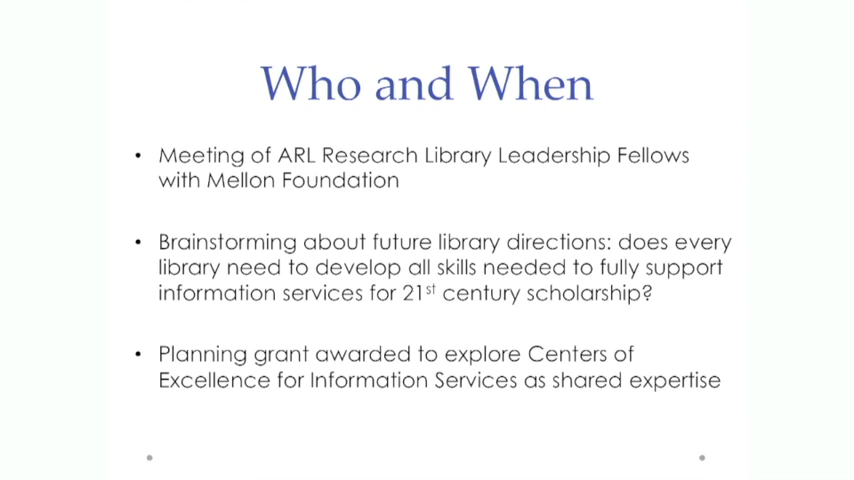 Who and When
• Meeting of ARL Research Library Leadership Fellows
with Mellon Foundation
• Brainstorming about future library directions: does every
library need to develop all skills needed to fully support
information services for 21st century scholarship?
• Planning grant awarded to explore Centers of
Excellence for Information Services as shared expertise